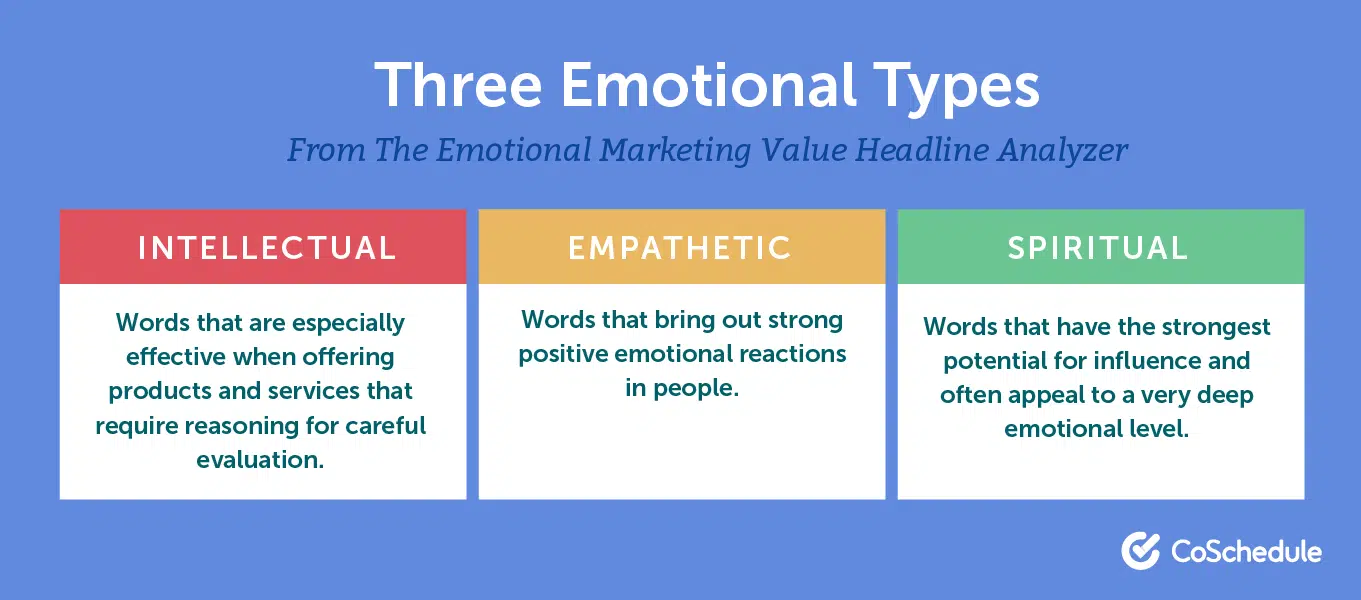 Three Emotional Types
From The Emotional Marketing Value Headline Analyzer
INTELLECTUAL
Words that are especially
effective when offering
products and services that
require reasoning for careful
evaluation.
EMPATHETIC
Words that bring out strong
positive emotional reactions
in people.
SPIRITUAL
Words that have the strongest
potential for influence and
often appeal to a very deep
emotional level.
CoSchedule